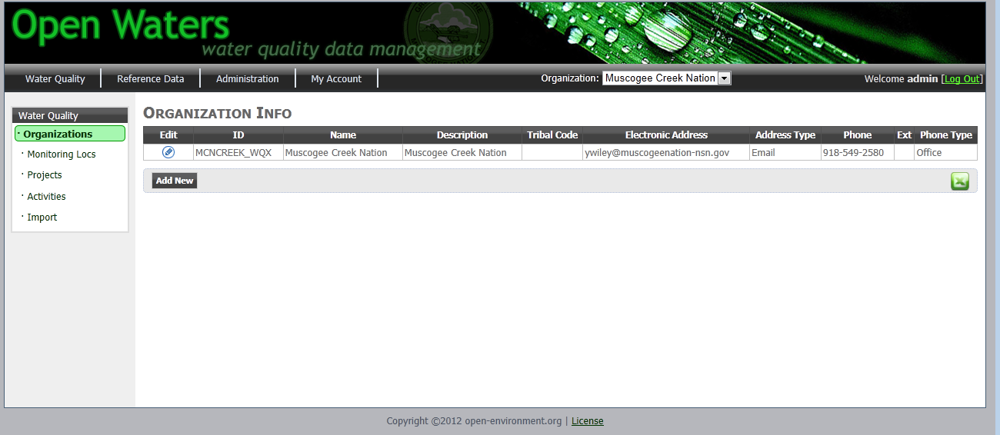 Open Waters
water quality data management
Water Quality | Reference Data | Administration | My Account | Organization: Muscogee Creek Nation Welcome admin [Log Out]
Water Quality
· Organizations
· Monitoring Locs
· Projects
· Activities
· Import
Organization Info
Edit ID Name Description Tribal Code Electronic Address Address Type Phone Ext Phone Type
MCNCREEK_WQX Muscogee Creek Nation Muscogee Creek Nation ywiley@muscogeenation-nsn.gov Email 918-549-2580 Office
Add New
Copyright ©2012 open-environment.org | License